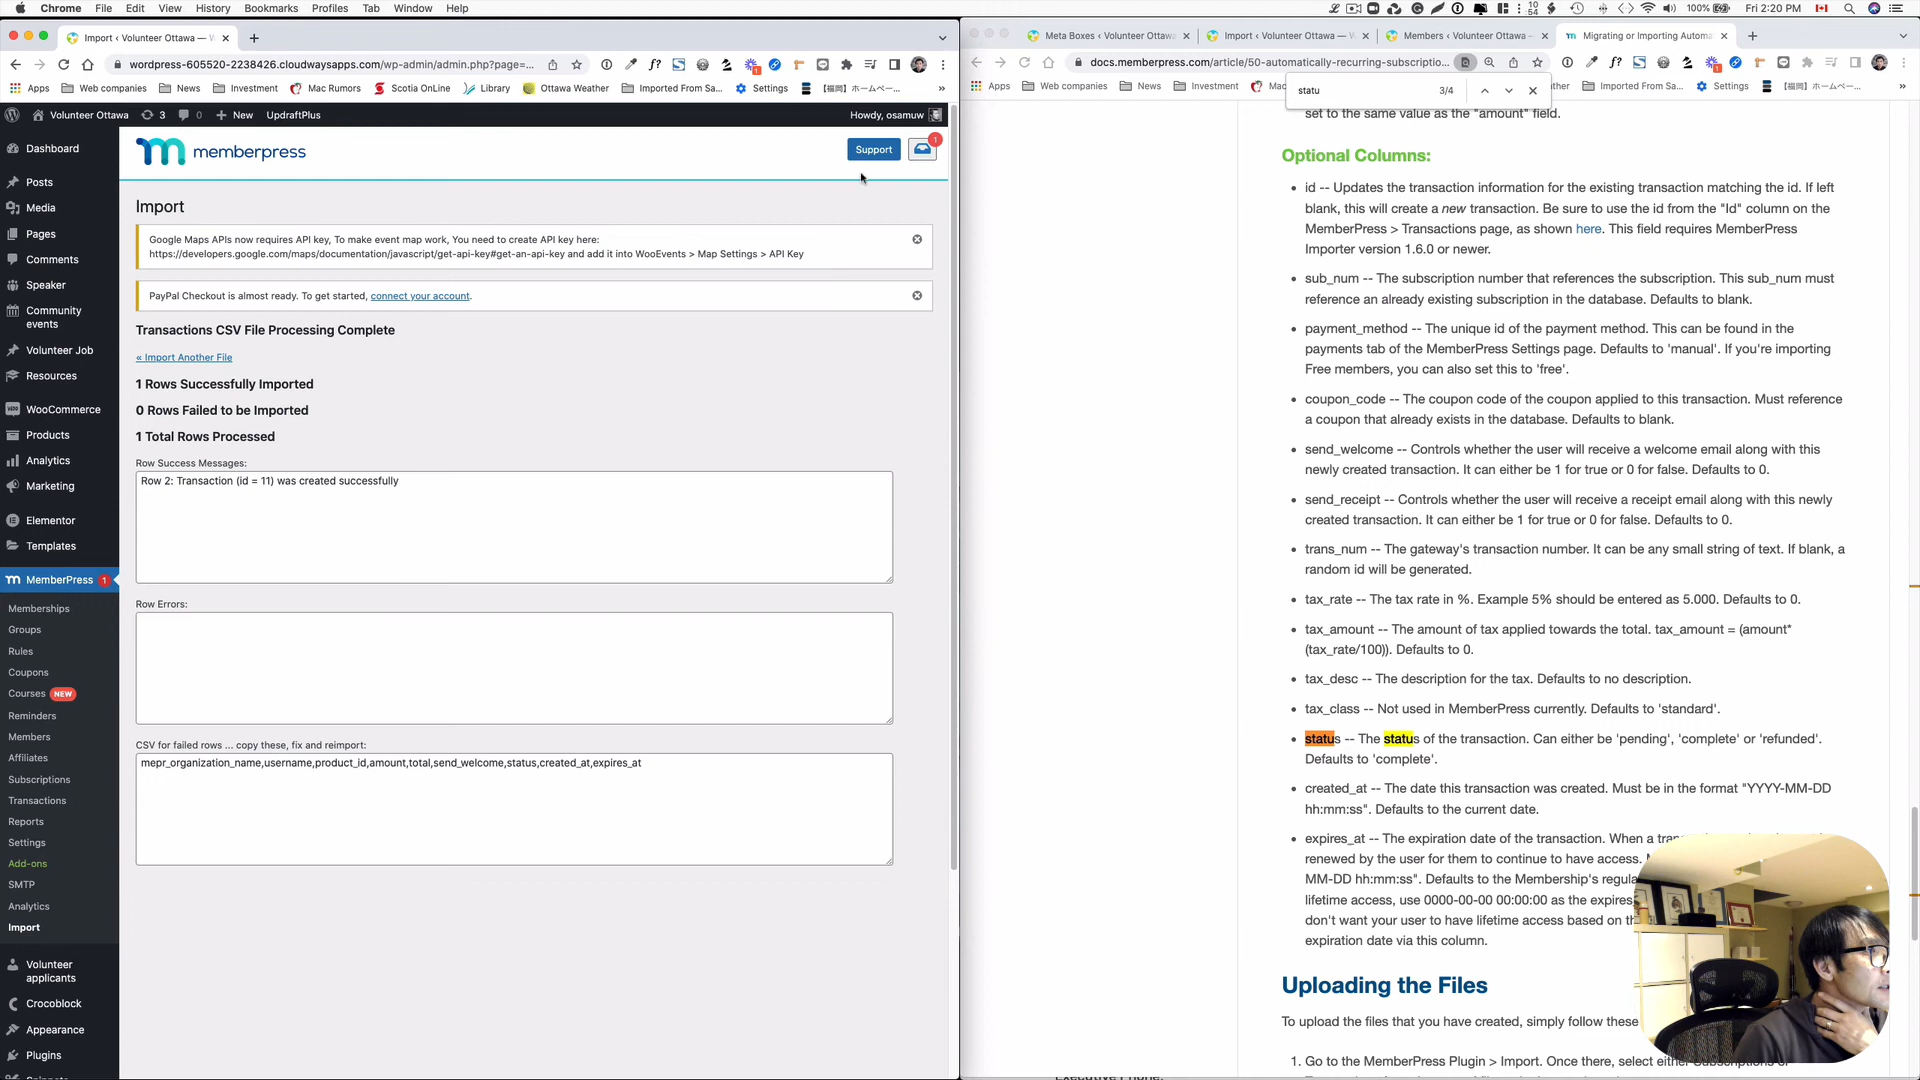 Chrome File Edit View History Bookmarks Profiles Tab Window Help
10 54 100% Fri 2:20 PM
Import ‹ Volunteer Ottawa — W
wordpress-605520-2238426.cloudwaysapps.com/wp-admin/admin.php?page=...
Apps Web companies News Investment Mac Rumors Scotia OnLine Library Ottawa Weather Imported From Sa... Settings 【福岡】ホームペー... »
Volunteer Ottawa 3 0 + New UpdraftPlus Howdy, osamuw
Dashboard
Posts
Media
Pages
Comments
Speaker
Community events
Volunteer Job
Resources
WooCommerce
Products
Analytics
Marketing
Elementor
Templates
MemberPress 1
Memberships
Groups
Rules
Coupons
Courses NEW
Reminders
Members
Affiliates
Subscriptions
Transactions
Reports
Settings
Add-ons
SMTP
Analytics
Import
Volunteer applicants
Crocoblock
Appearance
Plugins
memberpress
Support
1
Import
Google Maps APIs now requires API key, To make event map work, You need to create API key here:
https://developers.google.com/maps/documentation/javascript/get-api-key#get-an-api-key and add it into WooEvents > Map Settings > API Key
PayPal Checkout is almost ready. To get started, connect your account.
Transactions CSV File Processing Complete
« Import Another File
1 Rows Successfully Imported
0 Rows Failed to be Imported
1 Total Rows Processed
Row Success Messages:
Row 2: Transaction (id = 11) was created successfully
Row Errors:
CSV for failed rows ... copy these, fix and reimport:
mepr_organization_name,username,product_id,amount,total,send_welcome,status,created_at,expires_at
Meta Boxes ‹ Volunteer Ottawa Import ‹ Volunteer Ottawa — W Members ‹ Volunteer Ottawa — Migrating or Importing Automa
docs.memberpress.com/article/50-automatically-recurring-subscriptio...
Apps Web companies News Investment Mac ther Imported From Sa... Settings 【福岡】ホームペー...
statu 3/4
set to the same value as the "amount" field.
Optional Columns:
id -- Updates the transaction information for the existing transaction matching the id. If left
blank, this will create a new transaction. Be sure to use the id from the "Id" column on the
MemberPress > Transactions page, as shown here. This field requires MemberPress
Importer version 1.6.0 or newer.
sub_num -- The subscription number that references the subscription. This sub_num must
reference an already existing subscription in the database. Defaults to blank.
payment_method -- The unique id of the payment method. This can be found in the
payments tab of the MemberPress Settings page. Defaults to 'manual'. If you're importing
Free members, you can also set this to 'free'.
coupon_code -- The coupon code of the coupon applied to this transaction. Must reference
a coupon that already exists in the database. Defaults to blank.
send_welcome -- Controls whether the user will receive a welcome email along with this
newly created transaction. It can either be 1 for true or 0 for false. Defaults to 0.
send_receipt -- Controls whether the user will receive a receipt email along with this newly
created transaction. It can either be 1 for true or 0 for false. Defaults to 0.
trans_num -- The gateway's transaction number. It can be any small string of text. If blank, a
random id will be generated.
tax_rate -- The tax rate in %. Example 5% should be entered as 5.000. Defaults to 0.
tax_amount -- The amount of tax applied towards the total. tax_amount = (amount*
(tax_rate/100)). Defaults to 0.
tax_desc -- The description for the tax. Defaults to no description.
tax_class -- Not used in MemberPress currently. Defaults to 'standard'.
status -- The status of the transaction. Can either be 'pending', 'complete' or 'refunded'.
Defaults to 'complete'.
created_at -- The date this transaction was created. Must be in the format "YYYY-MM-DD
hh:mm:ss". Defaults to the current date.
expires_at -- The expiration date of the transaction. When a tran
renewed by the user for them to continue to have access.
MM-DD hh:mm:ss". Defaults to the Membership's regula
lifetime access, use 0000-00-00 00:00:00 as the expires
don't want your user to have lifetime access based on th
expiration date via this column.
Uploading the Files
To upload the files that you have created, simply follow these
1. Go to the MemberPress Plugin > Import. Once there, select either Subscriptions or